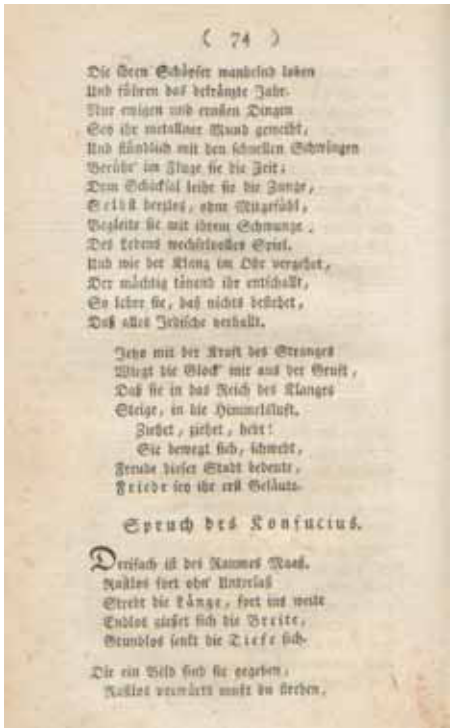 ( 74 )
Die ihren Schöpfer wandelnd loben
Und führen das bekränzte Jahr.
Nur ewigen und ernsten Dingen
Sey ihr metallner Mund geweiht,
Und stündlich mit den schnellen Schwingen
Berühr' im Fluge sie die Zeit;
Dem Schicksal leihe sie die Zunge,
Selbst herzlos, ohne Mitgefühl,
Begleite sie mit ihrem Schwunge,
Des Lebens wechselvolles Spiel.
Und wie der Klang im Ohr vergehet,
Der mächtig tönend ihr entschallt,
So lehre sie, daß nichts bestehet,
Daß alles Irdische verhallt.
Jetzo mit der Kraft des Stranges
Wiegt die Glock' mir aus der Gruft,
Daß sie in das Reich des Klanges
Steige, in die Himmelsluft.
Ziehet, ziehet, hebt!
Sie bewegt sich, schwebt,
Freude dieser Stadt bedeute,
Friede sey ihr erst Geläute.
Spruch des Konfucius.
Dreifach ist des Raumes Maas.
Rastlos fort ohn' Unterlaß
Strebt die Länge, fort ins weite
Endlos gießet sich die Breite,
Grundlos senkt die Tiefe sich.
Dir ein Bild sind sie gegeben,
Rastlos vorwärts must du streben,